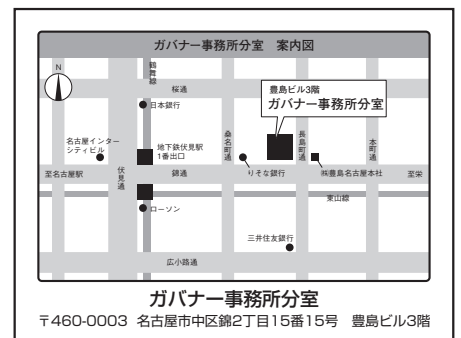 ガバナー事務所分室 案内図
N
鶴舞線
桜通
豊島ビル3階
ガバナー事務所分室
日本銀行
名古屋インターシティビル
地下鉄伏見駅
1番出口
桑名町通
長島町通
本町通
伏見通
至名古屋駅
錦通
りそな銀行
㈱豊島名古屋本社
至栄
東山線
ローソン
三井住友銀行
広小路通
ガバナー事務所分室
〒460-0003 名古屋市中区錦2丁目15番15号 豊島ビル3階